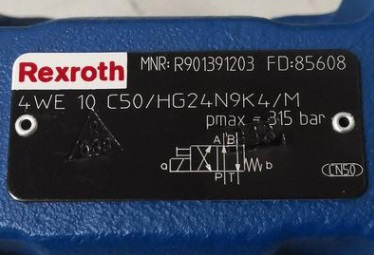 Rexroth MNR: R901391203 FD:85608
4WE 10 C50/HG24N9K4/M
pmax = 315 bar
A B
a b
P T
CN50